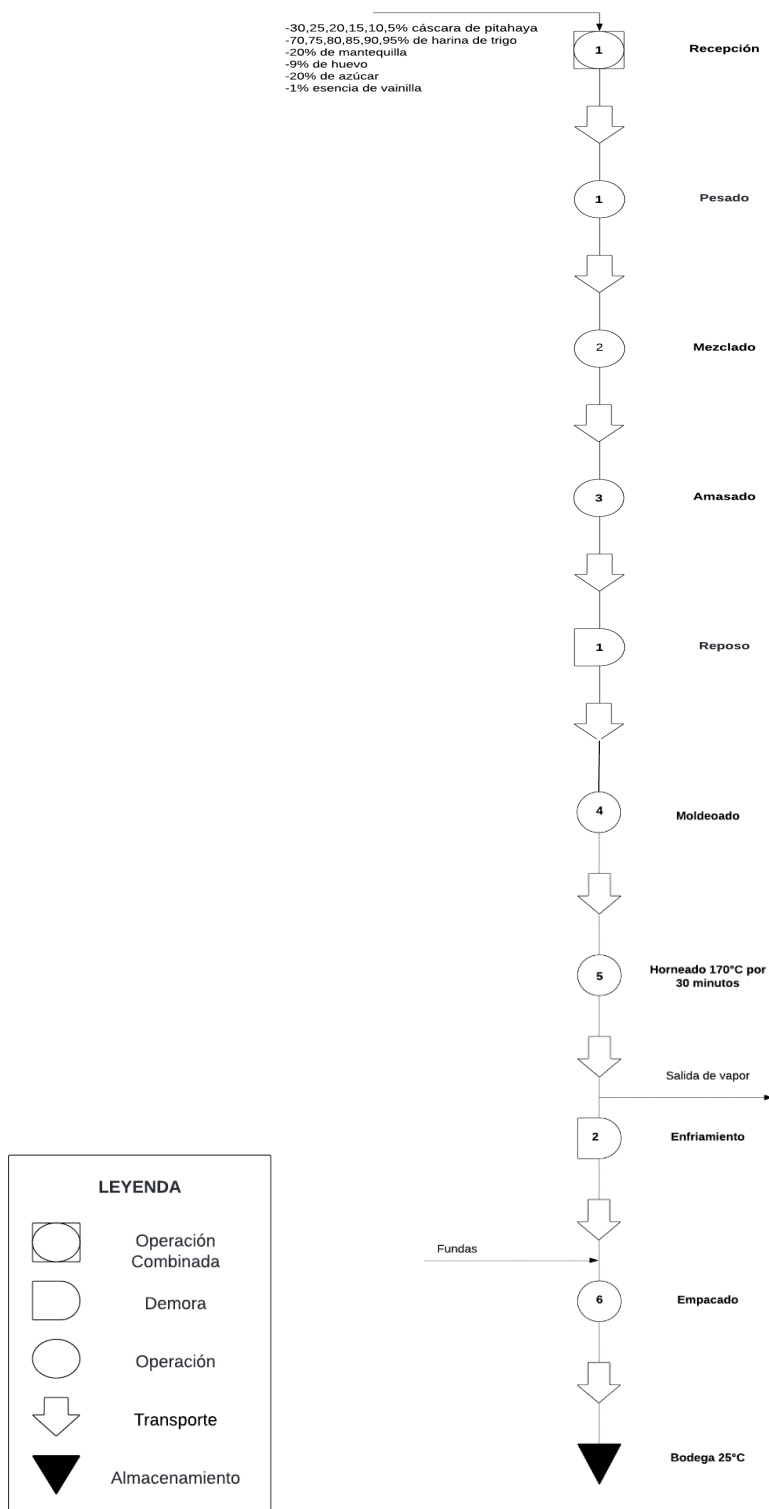 -30,25,20,15,10,5% cáscara de pitahaya
-70,75,80,85,90,95% de harina de trigo
-20% de mantequilla
-9% de huevo
-20% de azúcar
-1% esencia de vainilla
1
Recepción
1
Pesado
2
Mezclado
3
Amasado
1
Reposo
4
Moldeoado
5
Horneado 170°C por
30 minutos
Salida de vapor
2
Enfriamiento
Fundas
6
Empacado
Bodega 25°C
LEYENDA
Operación
Combinada
Demora
Operación
Transporte
Almacenamiento